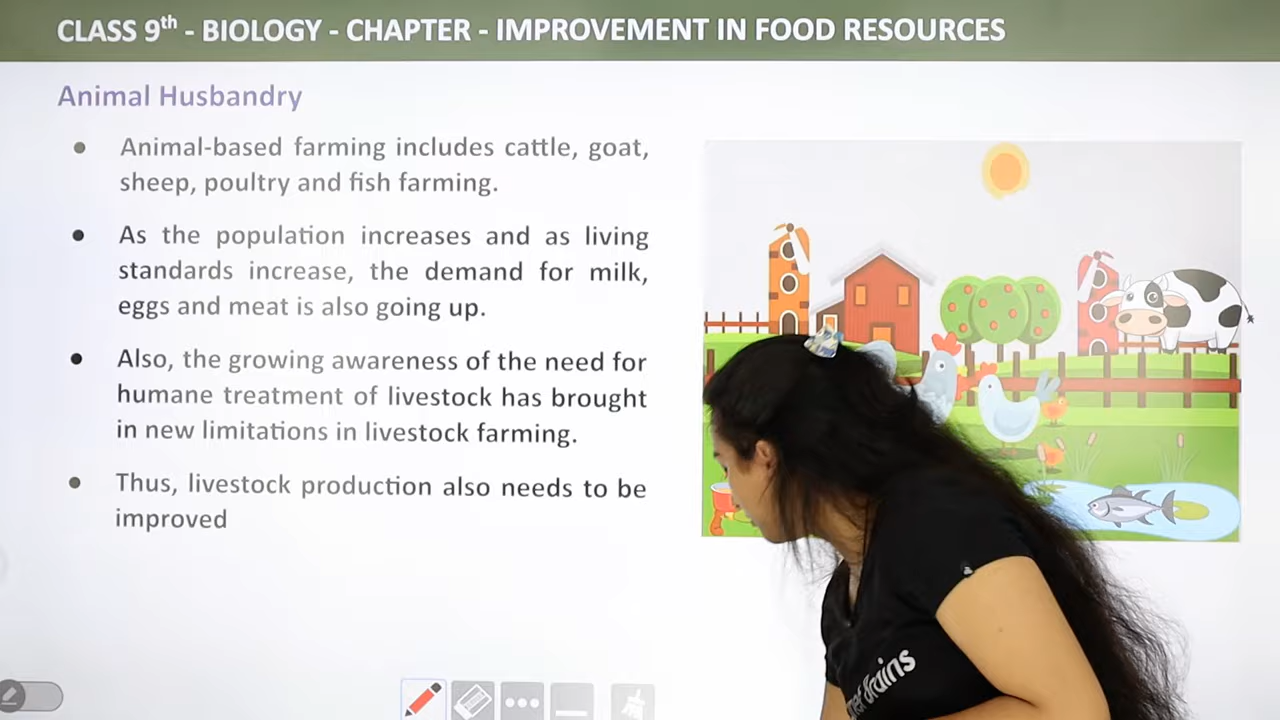 CLASS 9th - BIOLOGY - CHAPTER - IMPROVEMENT IN FOOD RESOURCES
Animal Husbandry
Animal-based farming includes cattle, goat,
sheep, poultry and fish farming.
As the population increases and as living
standards increase, the demand for milk,
eggs and meat is also going up.
Also, the growing awareness of the need for
humane treatment of livestock has brought
in new limitations in livestock farming.
Thus, livestock production also needs to be
improved